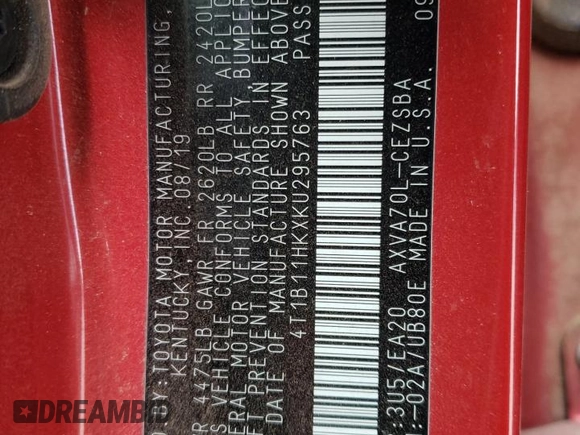 BY:TOYOTA MOTOR MANUFACTURING,
KENTUCKY,INC. 08/19
4475LB GAWR FR 2620LB RR 2420L
VEHICLE CONFORMS TO ALL APPLIC
MOTOR VEHICLE SAFETY, BUMPER
PREVENTION STANDARDS IN EFFEC
DATE OF MANUFACTURE SHOWN ABOVE
4T1B11HKXKU295763 PASS
:3U5/EA20 AXVA70L-CEZSBA
:-02A/UB80E MADE IN U.S.A. 09
DREAMB